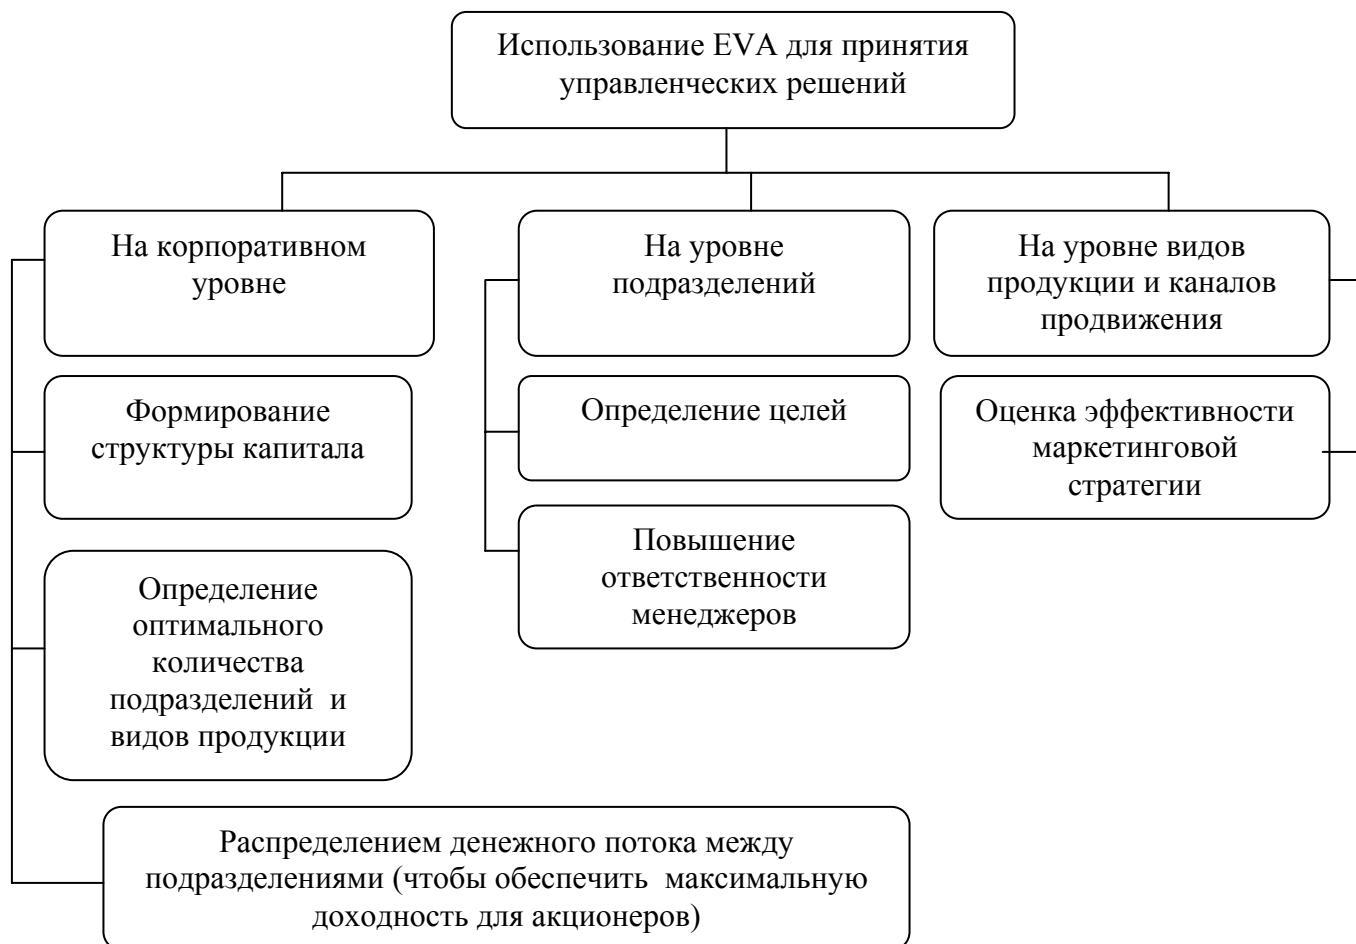 Использование EVA для принятия
управленческих решений
На корпоративном
уровне
На уровне
подразделений
На уровне видов
продукции и каналов
продвижения
Формирование
структуры капитала
Определение целей
Оценка эффективности
маркетинговой
стратегии
Повышение
ответственности
менеджеров
Определение
оптимального
количества
подразделений  и
видов продукции
Распределением денежного потока между
подразделениями (чтобы обеспечить  максимальную
доходность для акционеров)